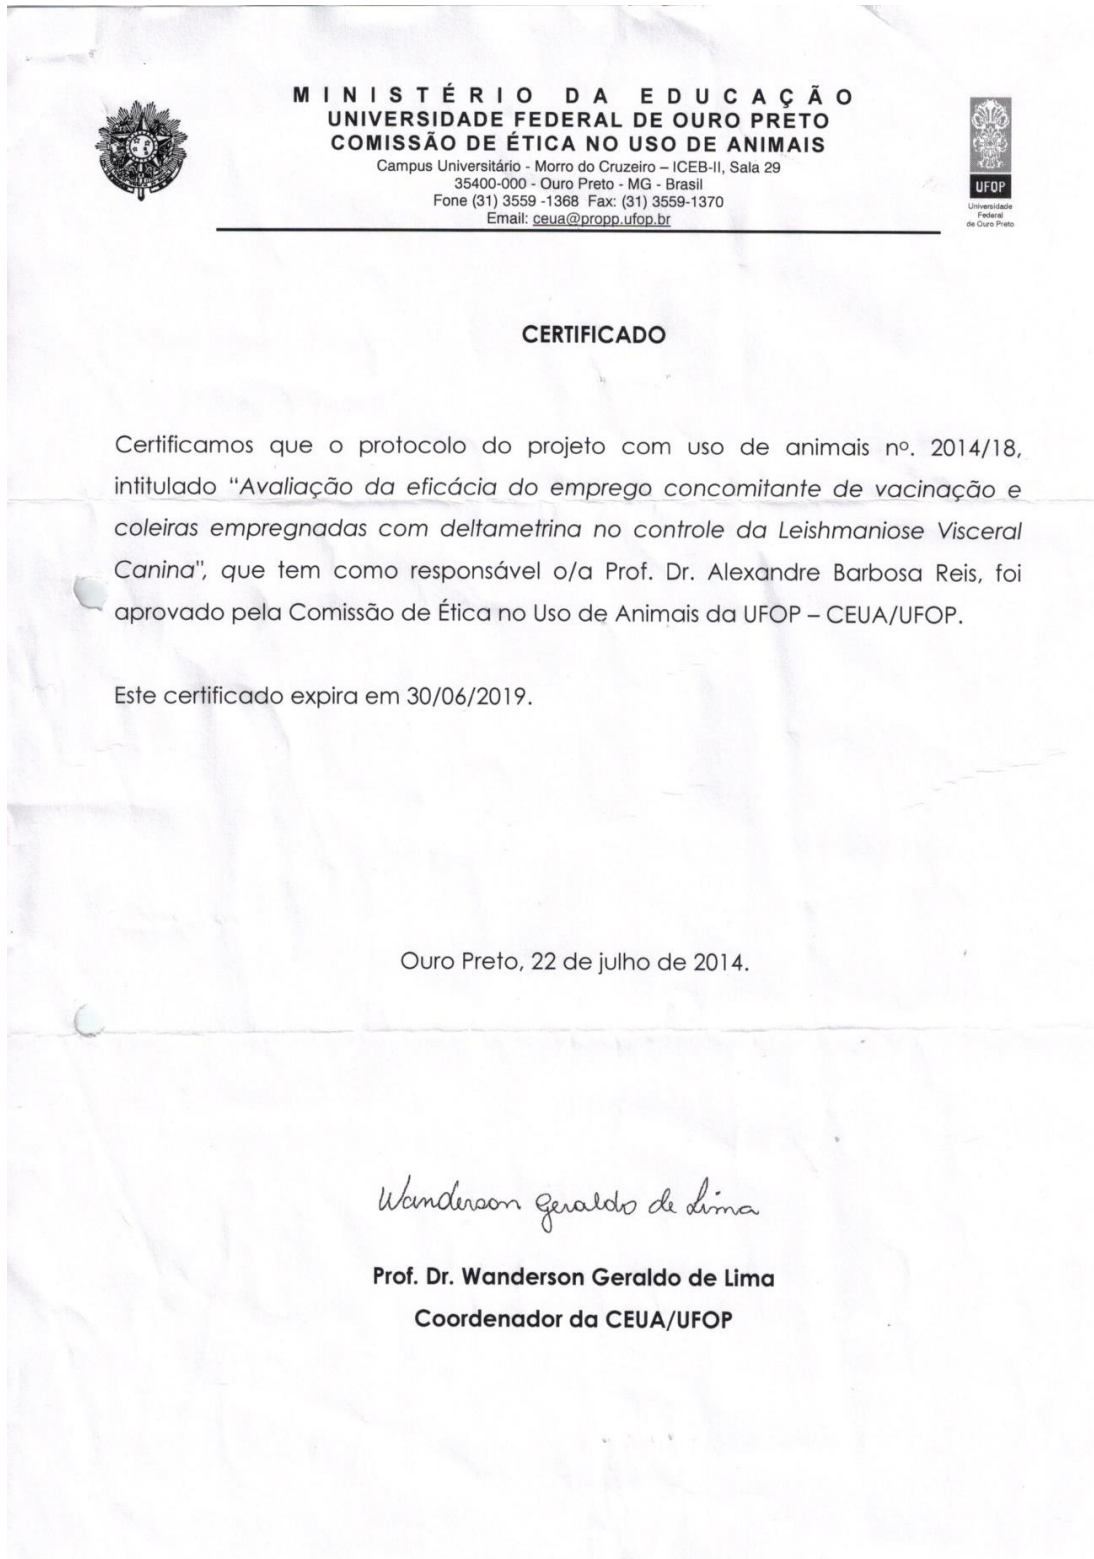 MINISTÉRIO DA EDUCAÇÃO
UNIVERSIDADE FEDERAL DE OURO PRETO
COMISSÃO DE ÉTICA NO USO DE ANIMAIS
Campus Universitário - Morro do Cruzeiro – ICEB-II, Sala 29
35400-000 - Ouro Preto - MG - Brasil
Fone (31) 3559 -1368 Fax: (31) 3559-1370
Email: ceua@propp.ufop.br
UFOP
Universidade
Federal
de Ouro Preto
CERTIFICADO
Certificamos que o protocolo do projeto com uso de animais nº. 2014/18,
intitulado “Avaliação da eficácia do emprego concomitante de vacinação e
coleiras empregnadas com deltametrina no controle da Leishmaniose Visceral
Canina", que tem como responsável o/a Prof. Dr. Alexandre Barbosa Reis, foi
aprovado pela Comissão de Ética no Uso de Animais da UFOP – CEUA/UFOP.
Este certificado expira em 30/06/2019.
Ouro Preto, 22 de julho de 2014.
Wanderson Geraldo de Lima
Prof. Dr. Wanderson Geraldo de Lima
Coordenador da CEUA/UFOP